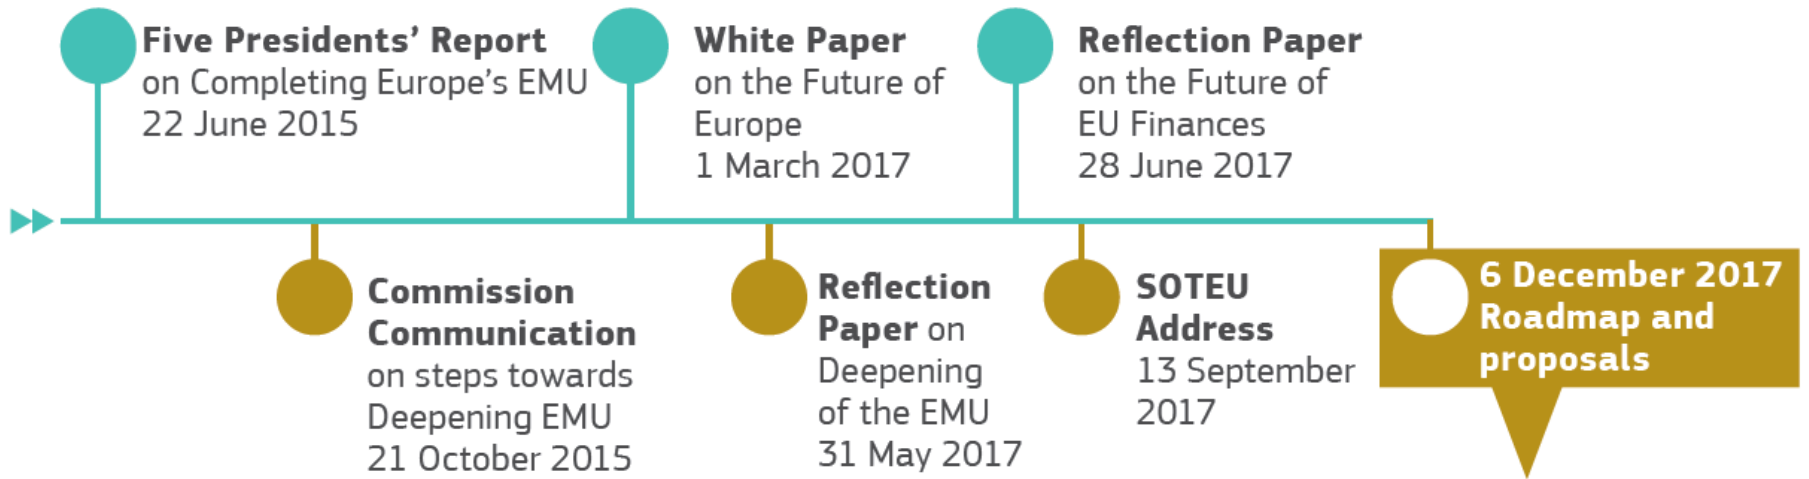 Five Presidents’ Report
on Completing Europe’s EMU
22 June 2015
Commission
Communication
on steps towards
Deepening EMU
21 October 2015
White Paper
on the Future of
Europe
1 March 2017
Reflection
Paper on
Deepening
of the EMU
31 May 2017
Reflection Paper
on the Future of
EU Finances
28 June 2017
SOTEU
Address
13 September
2017
6 December 2017
Roadmap and
proposals